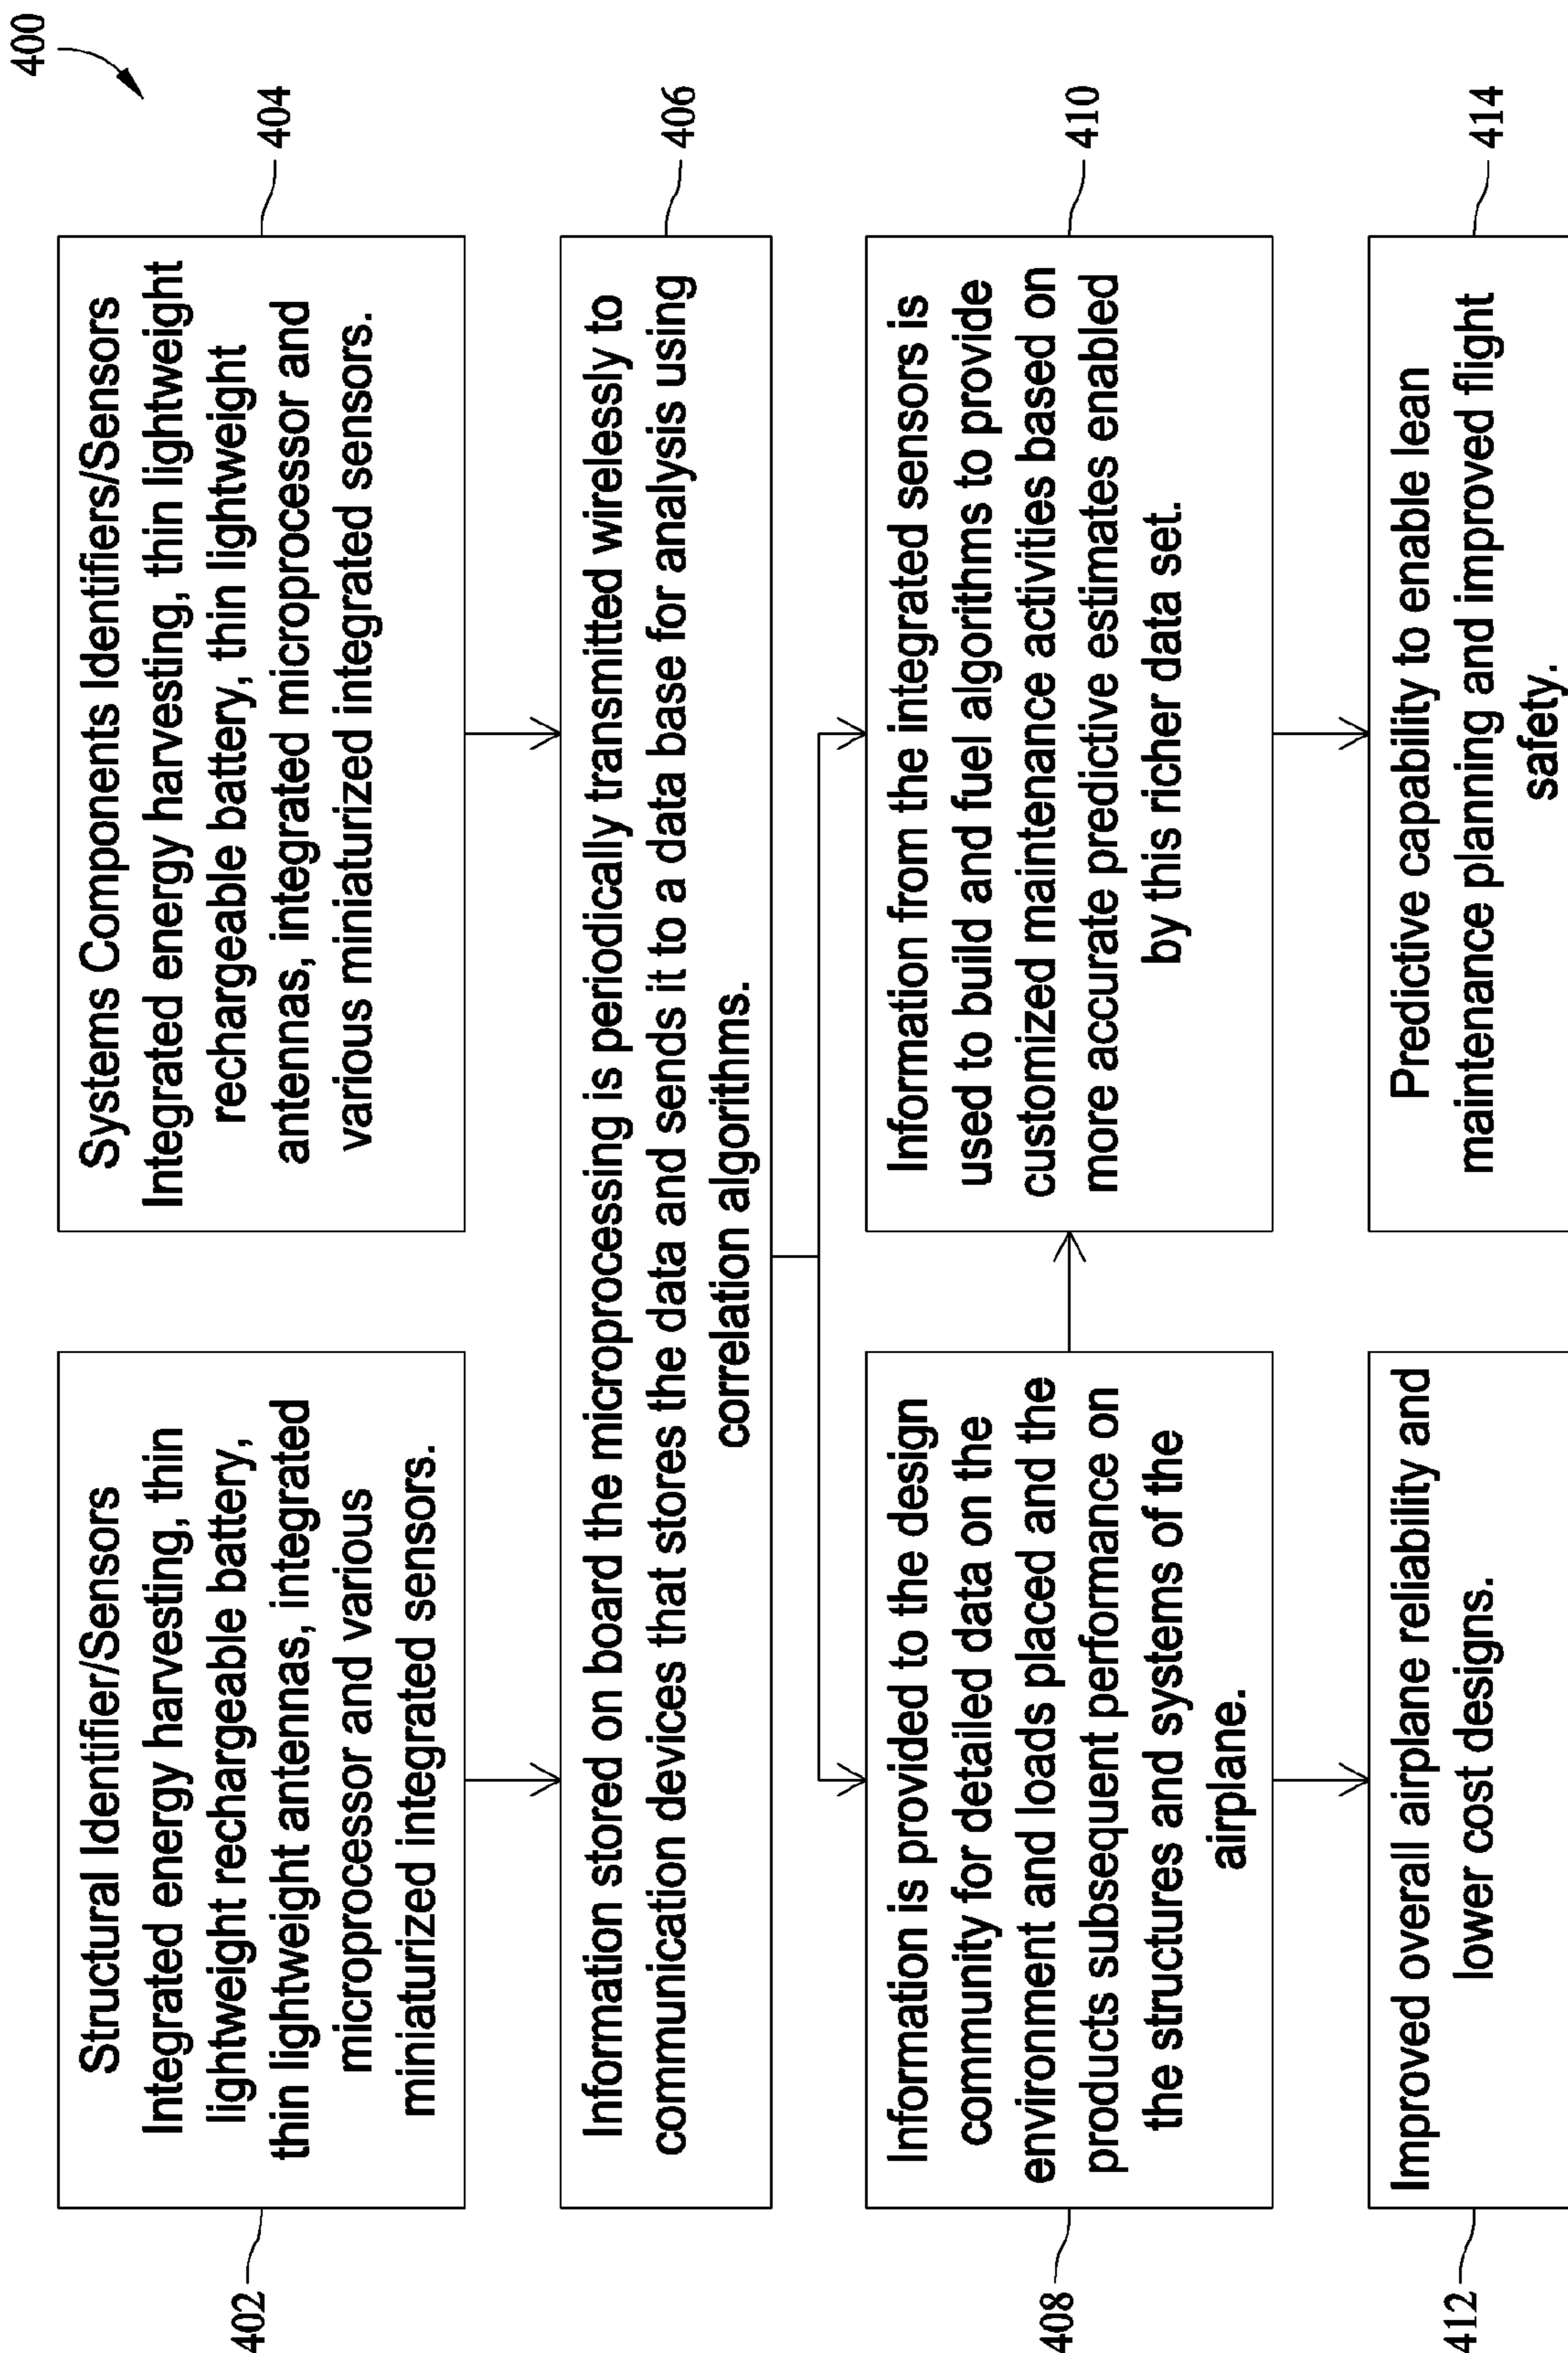 400
402
Structural Identifier/Sensors
Integrated energy harvesting, thin
lightweight rechargeable battery,
thin lightweight antennas, integrated
microprocessor and various
miniaturized integrated sensors.
Systems Components Identifiers/Sensors
Integrated energy harvesting, thin lightweight
rechargeable battery, thin lightweight
antennas, integrated microprocessor and
various miniaturized integrated sensors.
404
Information stored on board the microprocessing is periodically transmitted wirelessly to
communication devices that stores the data and sends it to a data base for analysis using
correlation algorithms.
406
408
Information is provided to the design
community for detailed data on the
environment and loads placed and the
products subsequent performance on
the structures and systems of the
airplane.
Information from the integrated sensors is
used to build and fuel algorithms to provide
customized maintenance activities based on
more accurate predictive estimates enabled
by this richer data set.
410
412
Improved overall airplane reliability and
lower cost designs.
Predictive capability to enable lean
maintenance planning and improved flight
safety.
414